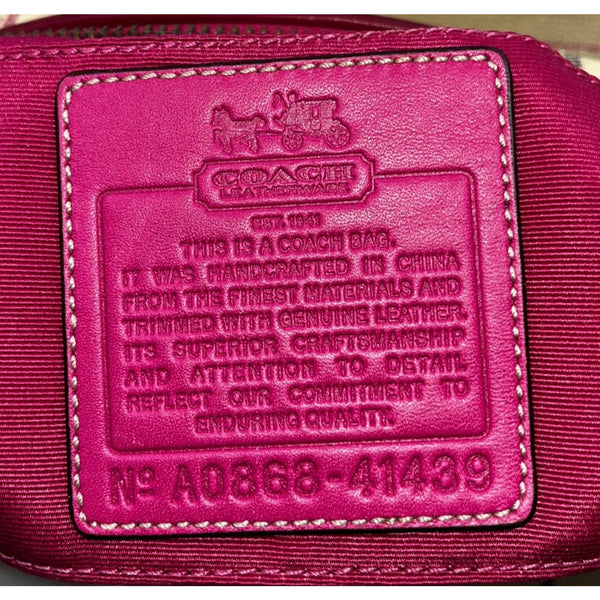 COACH
LEATHERWARE
EST. 1941
THIS IS A COACH BAG.
IT WAS HANDCRAFTED IN CHINA
FROM THE FINEST MATERIALS AND
TRIMMED WITH GENUINE LEATHER.
ITS SUPERIOR CRAFTSMANSHIP
AND ATTENTION TO DETAIL
REFLECT OUR COMMITMENT TO
ENDURING QUALITY.
Nº A0868-41439